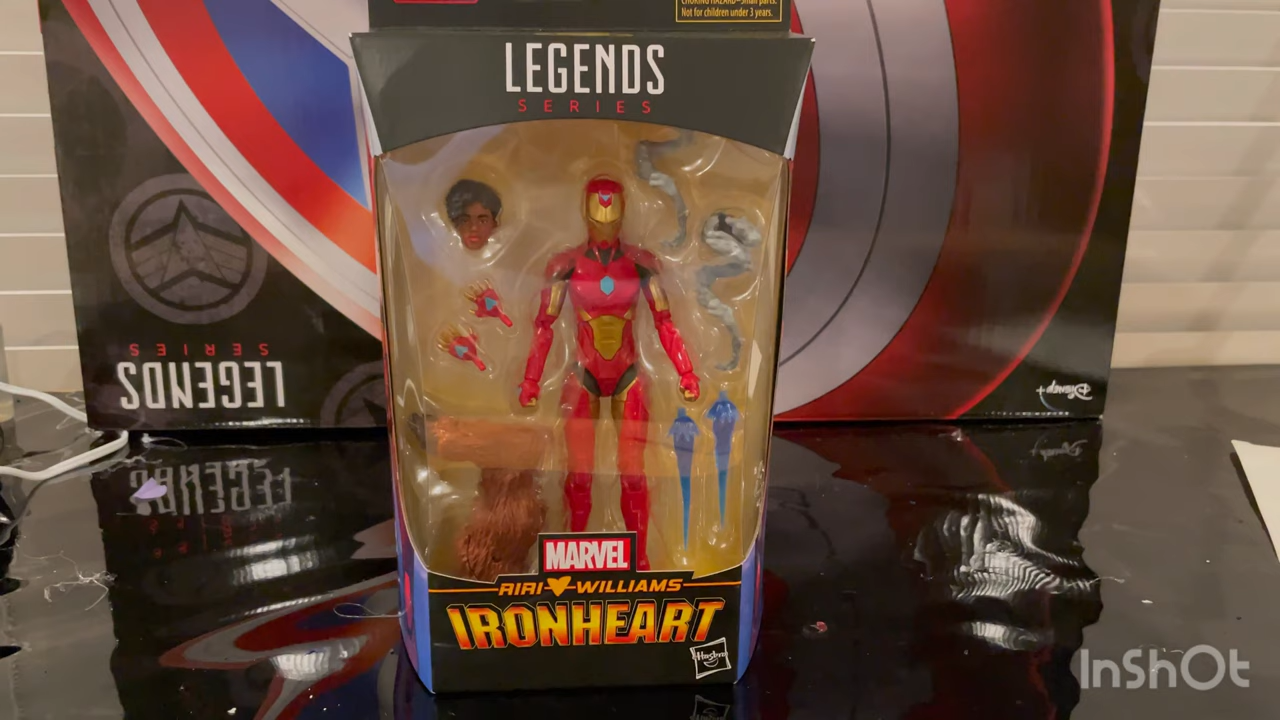 CHOKING HAZARD–Small parts.
Not for children under 3 years.
LEGENDS
SERIES
SERIES
LEGENDS
Disney+
MARVEL
RIRI WILLIAMS
IRONHEART
Hasbro
InShOt